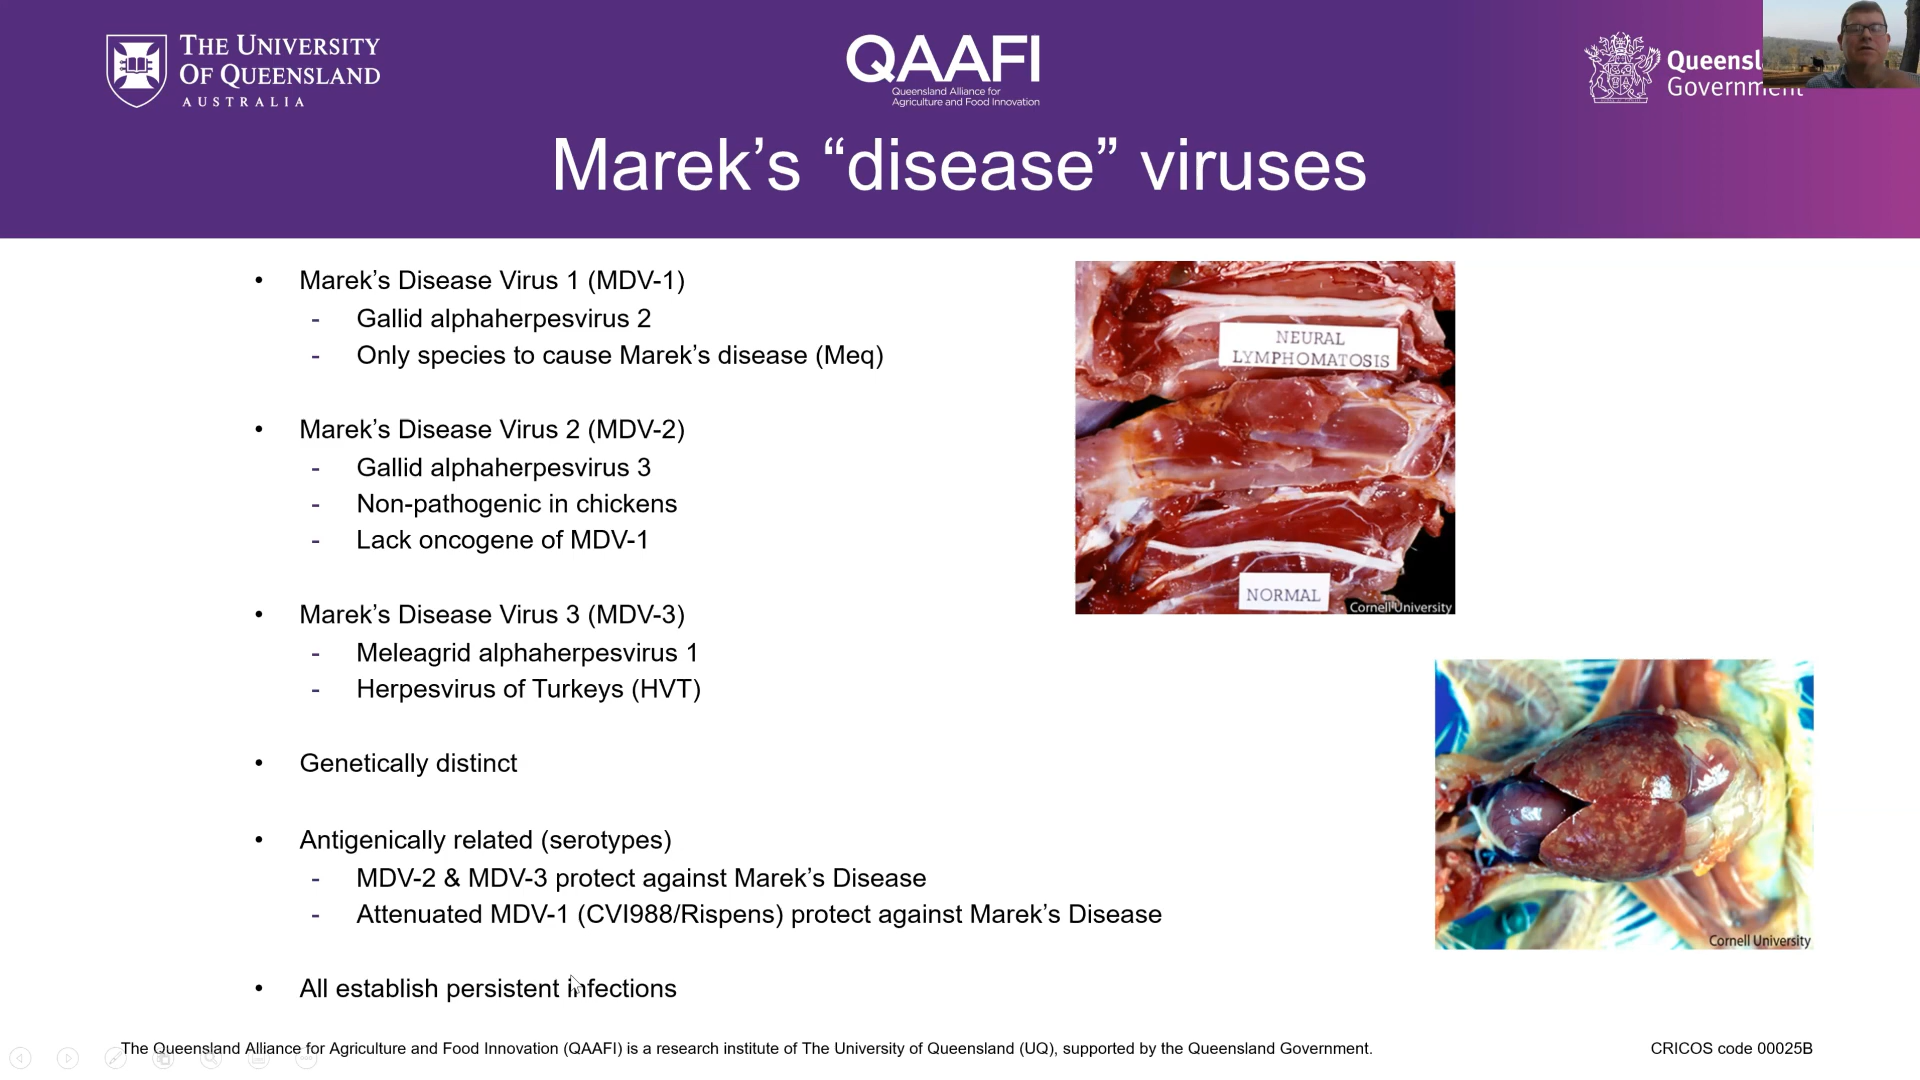 THE UNIVERSITY
OF QUEENSLAND
AUSTRALIA
QAAFI
Queensland Alliance for
Agriculture and Food Innovation
Queensl
Government
Marek’s “disease” viruses
• Marek’s Disease Virus 1 (MDV-1)
- Gallid alphaherpesvirus 2
- Only species to cause Marek’s disease (Meq)
• Marek’s Disease Virus 2 (MDV-2)
- Gallid alphaherpesvirus 3
- Non-pathogenic in chickens
- Lack oncogene of MDV-1
• Marek’s Disease Virus 3 (MDV-3)
- Meleagrid alphaherpesvirus 1
- Herpesvirus of Turkeys (HVT)
• Genetically distinct
• Antigenically related (serotypes)
- MDV-2 & MDV-3 protect against Marek’s Disease
- Attenuated MDV-1 (CVI988/Rispens) protect against Marek’s Disease
• All establish persistent infections
NEURAL
LYMPHOMATOSIS
NORMAL
Cornell University
Cornell University
The Queensland Alliance for Agriculture and Food Innovation (QAAFI) is a research institute of The University of Queensland (UQ), supported by the Queensland Government.
CRICOS code 00025B